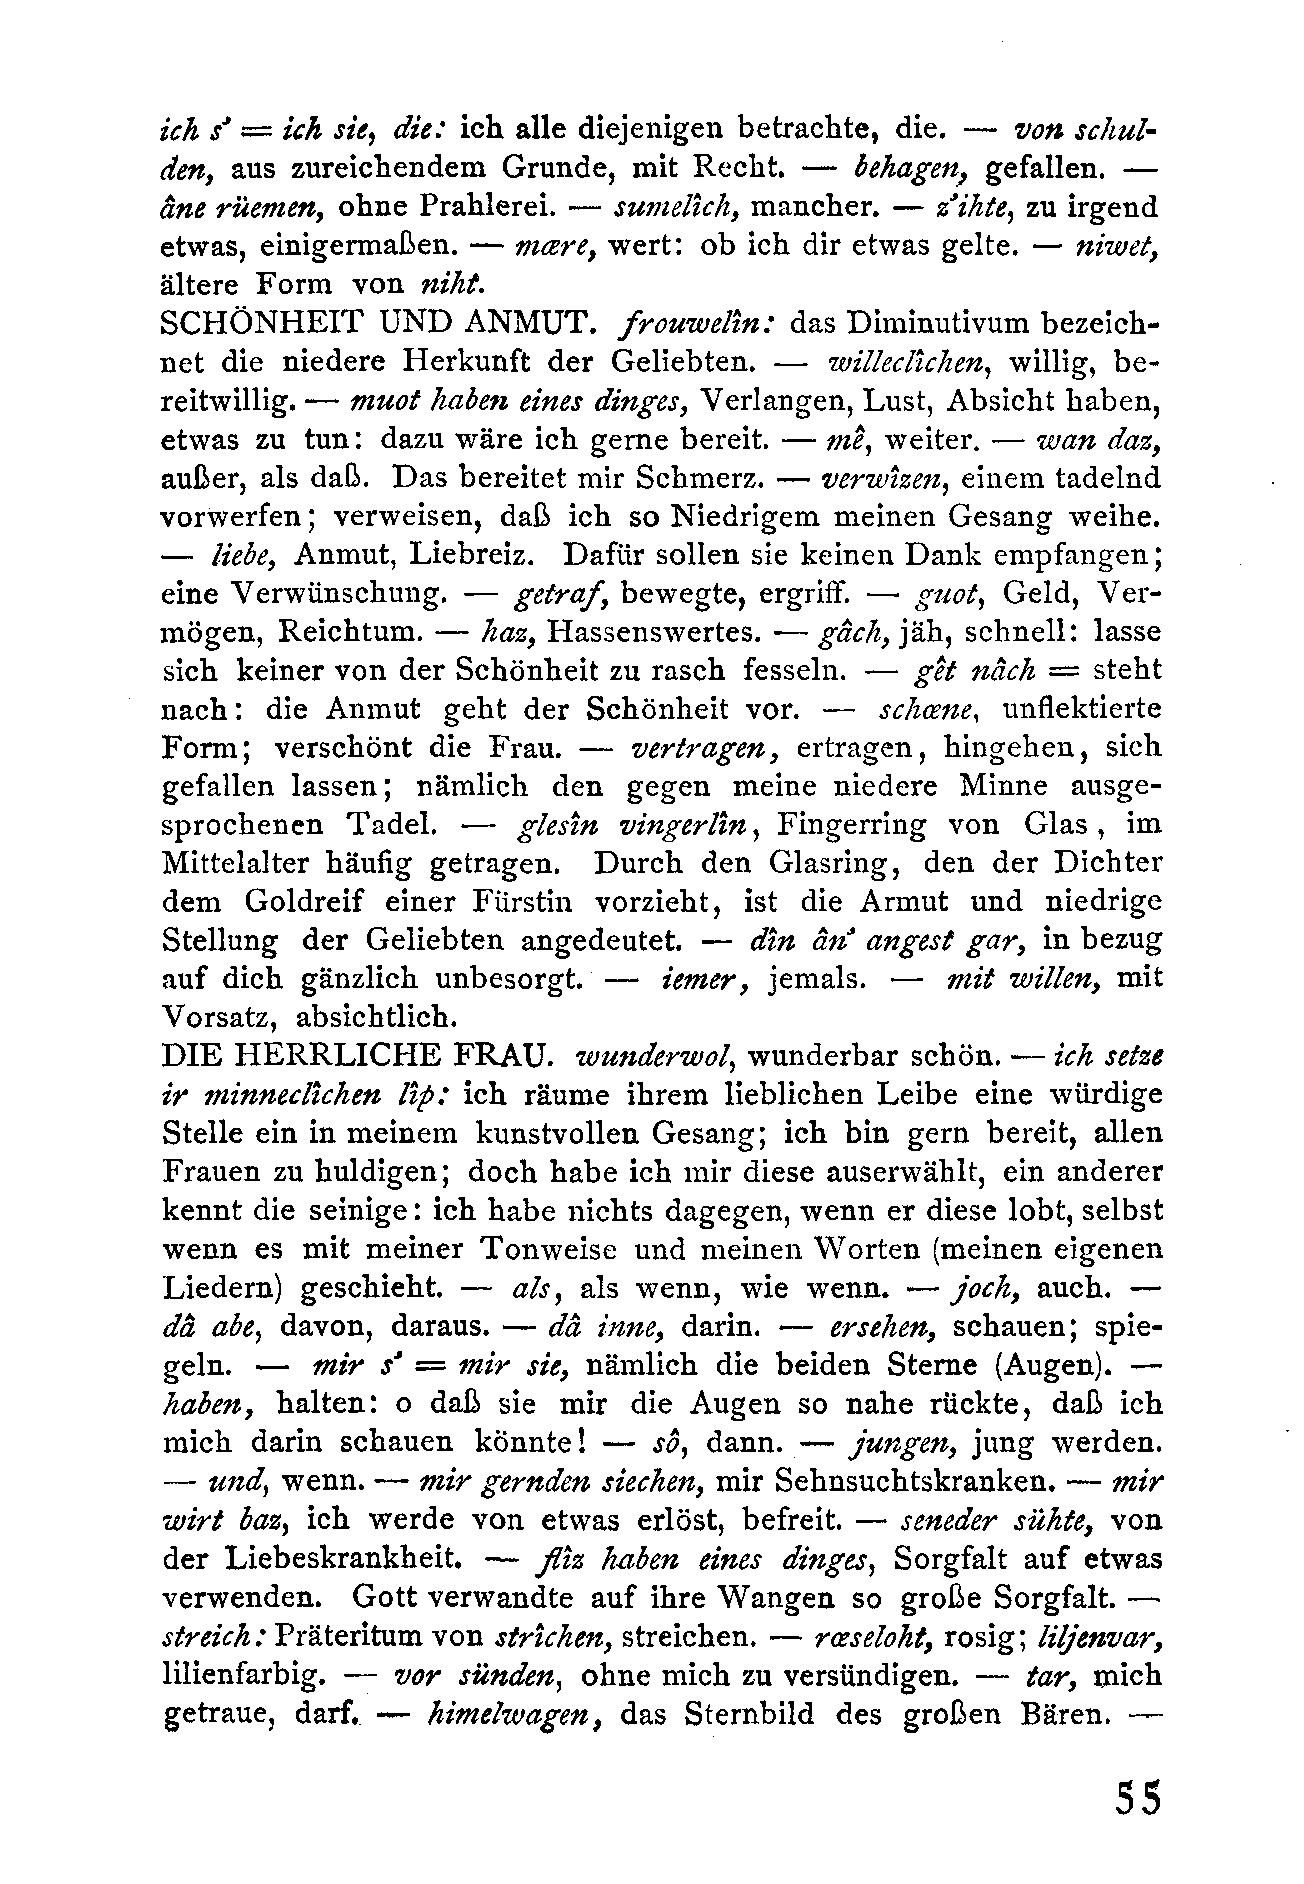 ich s' = ich sie, die: ich alle diejenigen betrachte, die. — von schul-
den, aus zureichendem Grunde, mit Recht. — behagen, gefallen. —
âne rüemen, ohne Prahlerei. — sumelîch, mancher. — z'ihte, zu irgend
etwas, einigermaßen. — mære, wert: ob ich dir etwas gelte. — niwet,
ältere Form von niht.
SCHÖNHEIT UND ANMUT. frouwelîn: das Diminutivum bezeich-
net die niedere Herkunft der Geliebten. — willeclîchen, willig, be-
reitwillig. — muot haben eines dinges, Verlangen, Lust, Absicht haben,
etwas zu tun: dazu wäre ich gerne bereit. — mê, weiter. — wan daz,
außer, als daß. Das bereitet mir Schmerz. — verwîzen, einem tadelnd
vorwerfen; verweisen, daß ich so Niedrigem meinen Gesang weihe.
— liebe, Anmut, Liebreiz. Dafür sollen sie keinen Dank empfangen;
eine Verwünschung. — getraf, bewegte, ergriff. — guot, Geld, Ver-
mögen, Reichtum. — haz, Hassenswertes. — gâch, jäh, schnell: lasse
sich keiner von der Schönheit zu rasch fesseln. — gêt nâch = steht
nach: die Anmut geht der Schönheit vor. — schœne, unflektierte
Form; verschönt die Frau. — vertragen, ertragen, hingehen, sich
gefallen lassen; nämlich den gegen meine niedere Minne ausge-
sprochenen Tadel. — glesîn vingerlîn, Fingerring von Glas, im
Mittelalter häufig getragen. Durch den Glasring, den der Dichter
dem Goldreif einer Fürstin vorzieht, ist die Armut und niedrige
Stellung der Geliebten angedeutet. — dîn ân' angest gar, in bezug
auf dich gänzlich unbesorgt. — iemer, jemals. — mit willen, mit
Vorsatz, absichtlich.
DIE HERRLICHE FRAU. wunderwol, wunderbar schön. — ich setze
ir minneclîchen lîp: ich räume ihrem lieblichen Leibe eine würdige
Stelle ein in meinem kunstvollen Gesang; ich bin gern bereit, allen
Frauen zu huldigen; doch habe ich mir diese auserwählt, ein anderer
kennt die seinige: ich habe nichts dagegen, wenn er diese lobt, selbst
wenn es mit meiner Tonweise und meinen Worten (meinen eigenen
Liedern) geschieht. — als, als wenn, wie wenn. — joch, auch. —
dâ abe, davon, daraus. — dâ inne, darin. — ersehen, schauen; spie-
geln. — mir s' = mir sie, nämlich die beiden Sterne (Augen). —
haben, halten: o daß sie mir die Augen so nahe rückte, daß ich
mich darin schauen könnte! — sô, dann. — jungen, jung werden.
— und, wenn. — mir gernden siechen, mir Sehnsuchtskranken. — mir
wirt baz, ich werde von etwas erlöst, befreit. — seneder sühte, von
der Liebeskrankheit. — flîz haben eines dinges, Sorgfalt auf etwas
verwenden. Gott verwandte auf ihre Wangen so große Sorgfalt. —
streich: Präteritum von strîchen, streichen. — rœseloht, rosig; liljenvar,
lilienfarbig. — vor sünden, ohne mich zu versündigen. — tar, mich
getraue, darf. — himelwagen, das Sternbild des großen Bären. —
55